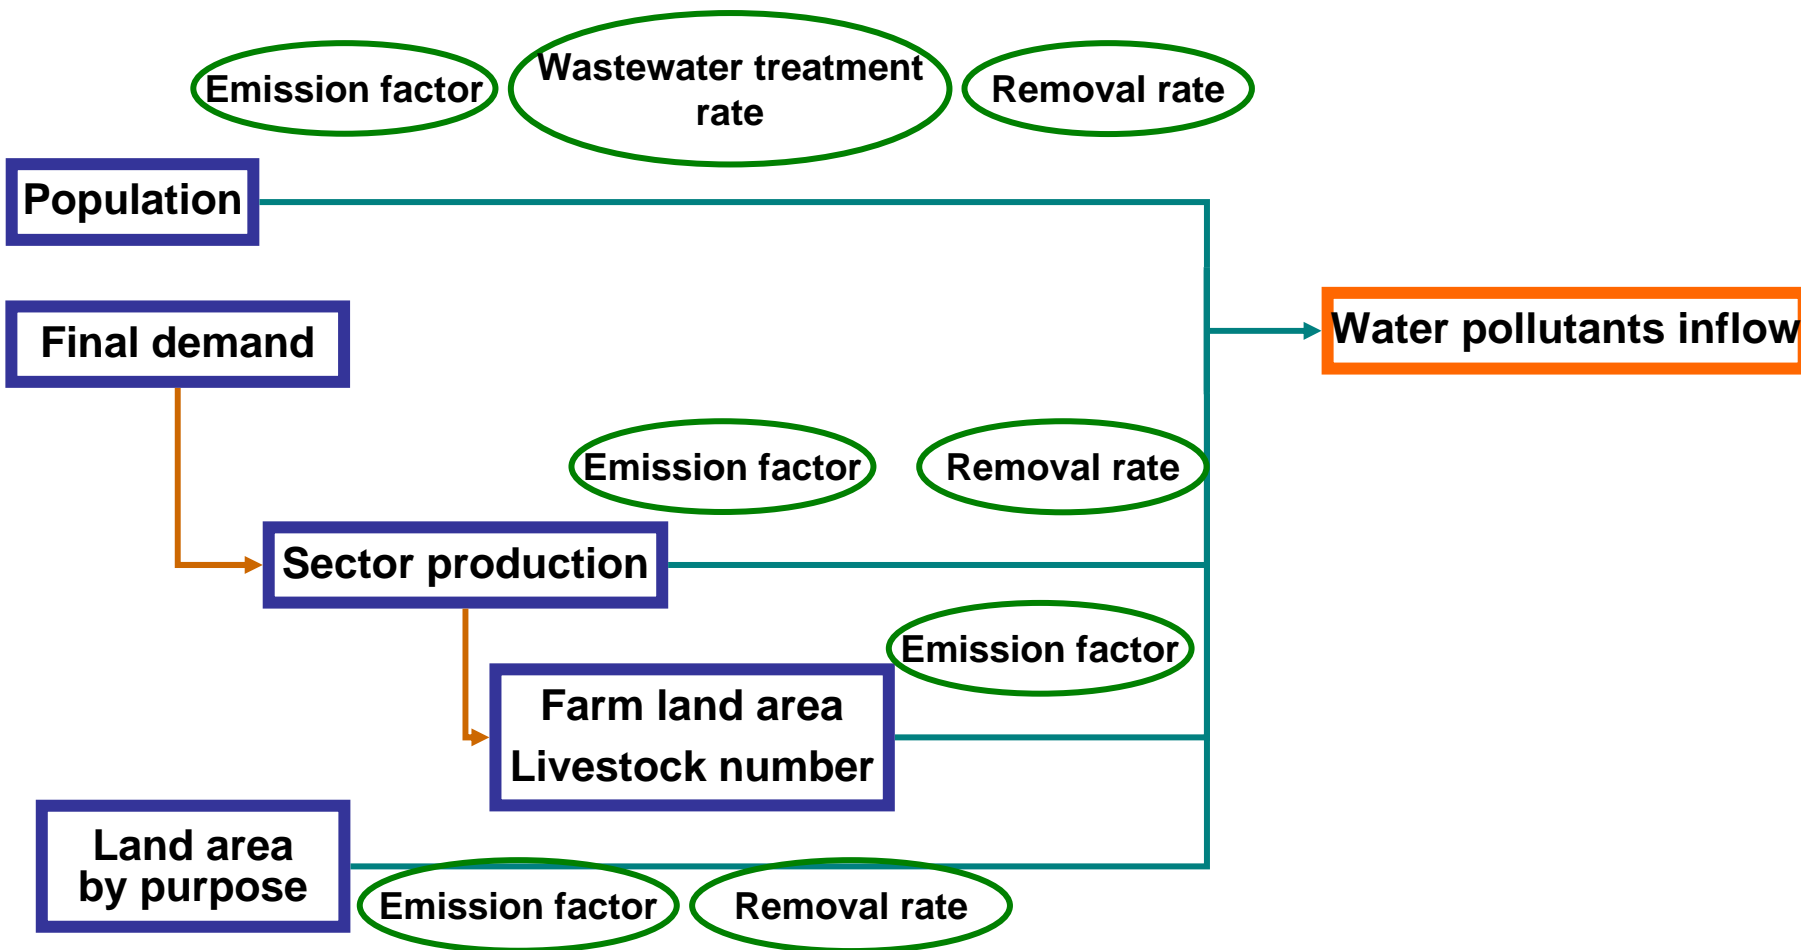 Emission factor
Wastewater treatment
rate
Removal rate
Population
Final demand
Water pollutants inflow
Emission factor
Removal rate
Sector production
Emission factor
Farm land area
Livestock number
Land area
by purpose
Emission factor
Removal rate